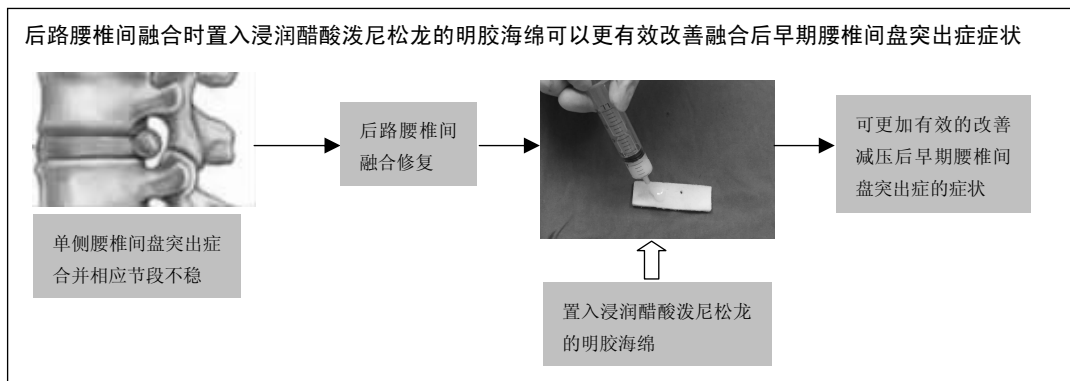 后路腰椎间融合时置入浸润醋酸泼尼松龙的明胶海绵可以更有效改善融合后早期腰椎间盘突出症症状
单侧腰椎间盘突出症
合并相应节段不稳
后路腰椎间
融合修复
置入浸润醋酸泼尼松龙
的明胶海绵
可更加有效的改善
减压后早期腰椎间
盘突出症的症状